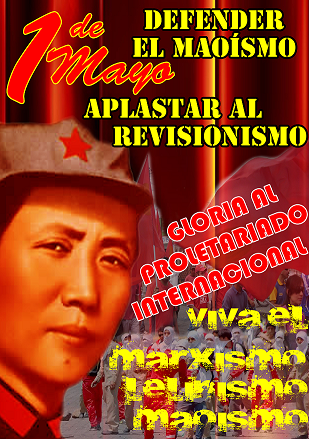 1 de
Mayo
DEFENDER
EL MAOÍSMO
APLASTAR AL
REVISIONISMO
GLORIA AL
PROLETARIADO
INTERNACIONAL
VIVA EL
marxismo
Leninismo
maoismo